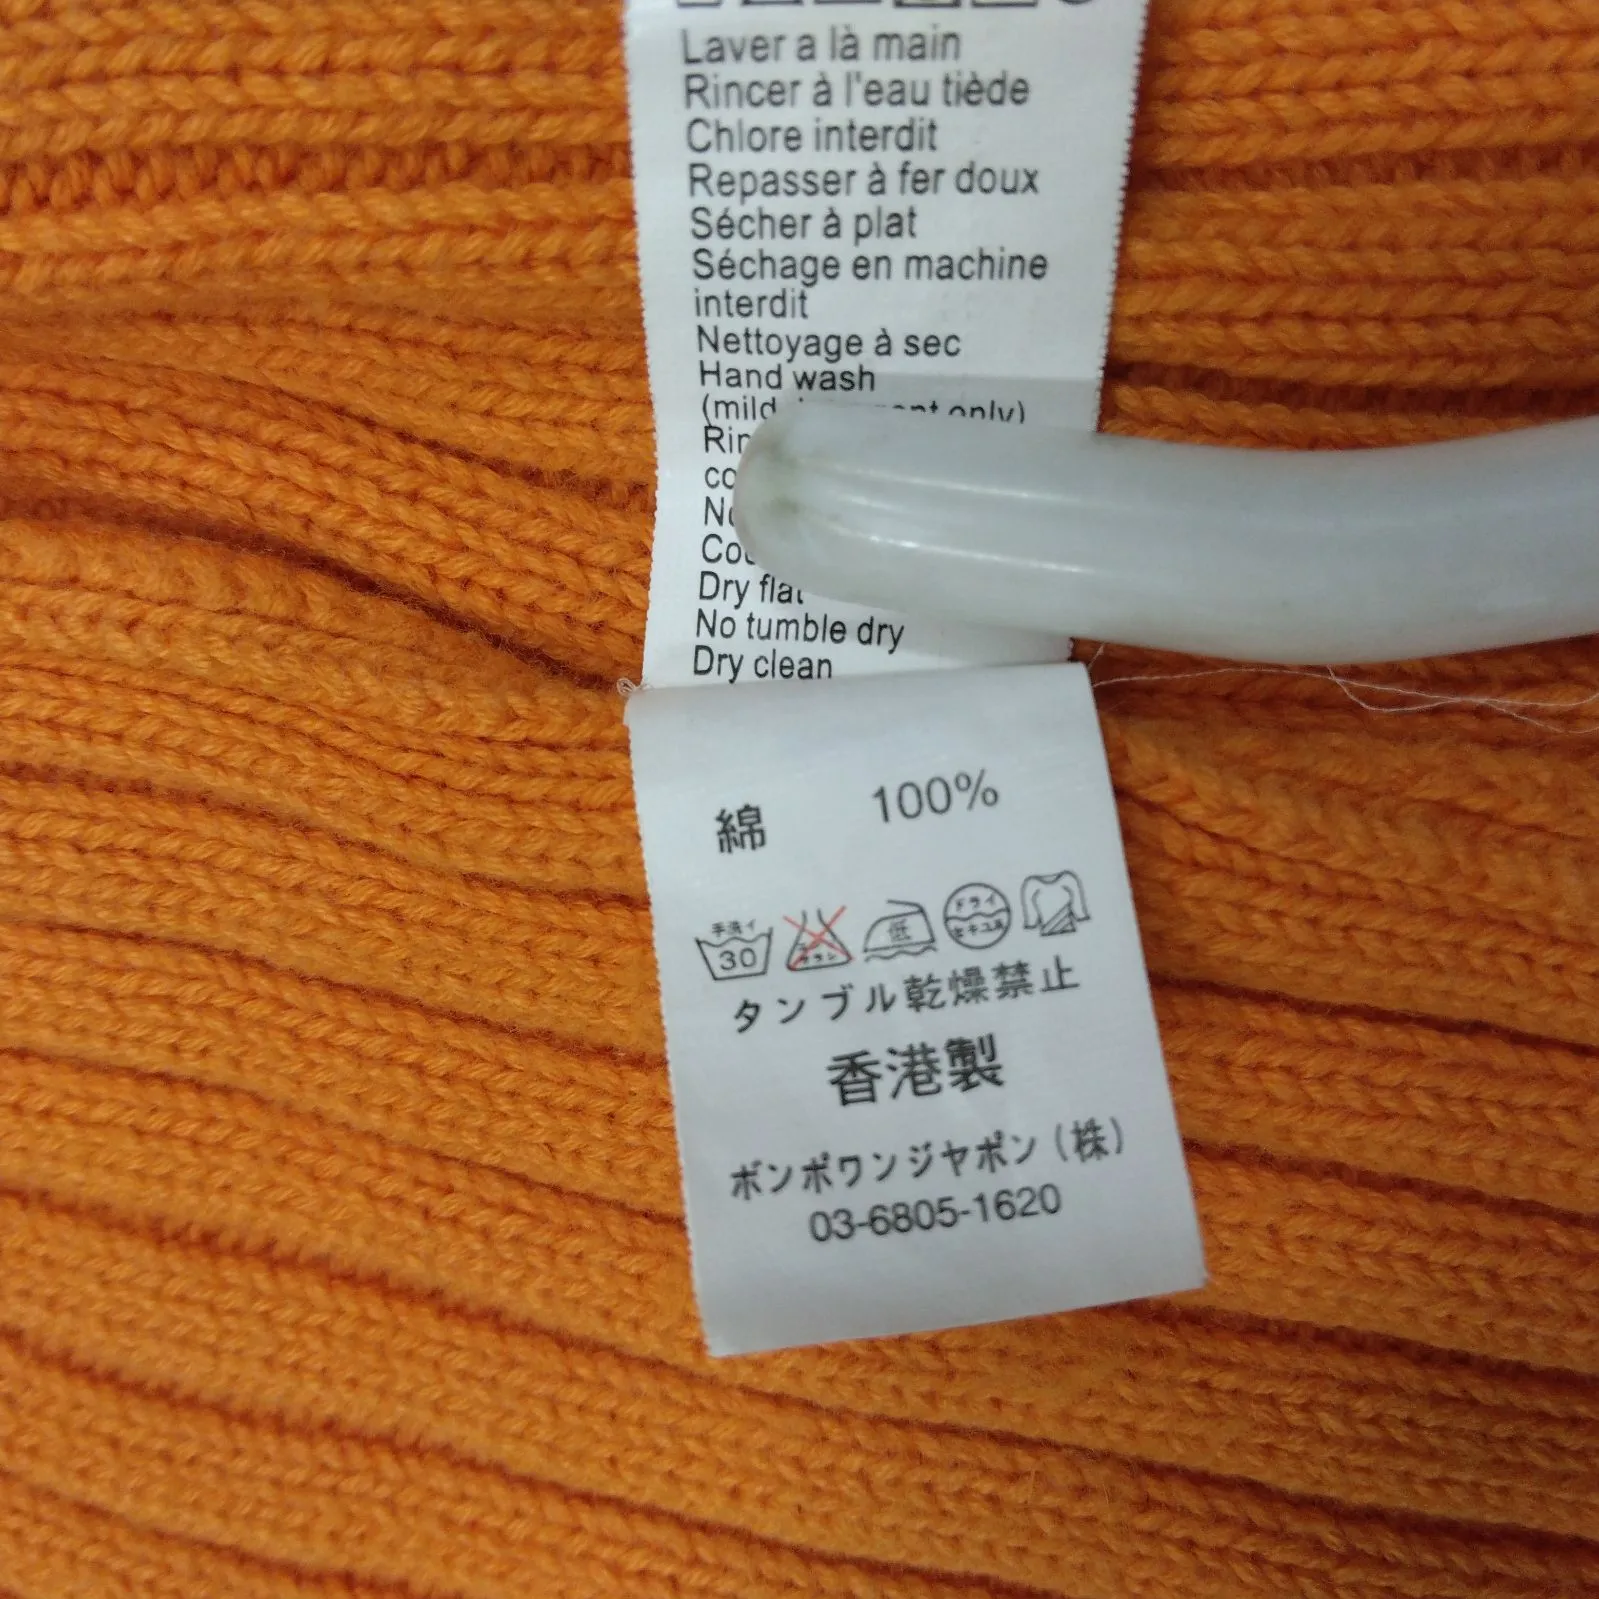 Laver a là main
Rincer à l'eau tiède
Chlore interdit
Repasser à fer doux
Sécher à plat
Séchage en machine
interdit
Nettoyage à sec
Hand wash
(mild only)
Dry flat
No tumble dry
Dry clean
綿 100%
手洗イ 30 低 ドライ
タンブル乾燥禁止
香港製
ボンポワンジヤポン(株)
03-6805-1620